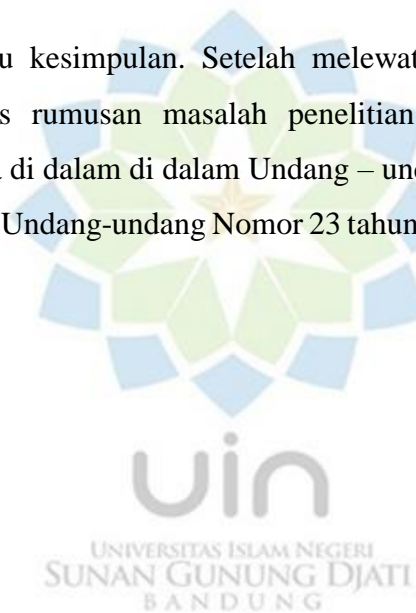 u kesimpulan. Setelah melewat
s rumusan masalah penelitian
di dalam di dalam Undang – und
Undang-undang Nomor 23 tahun
uin
UNIVERSITAS ISLAM NEGERI
SUNAN GUNUNG DJATI
BANDUNG